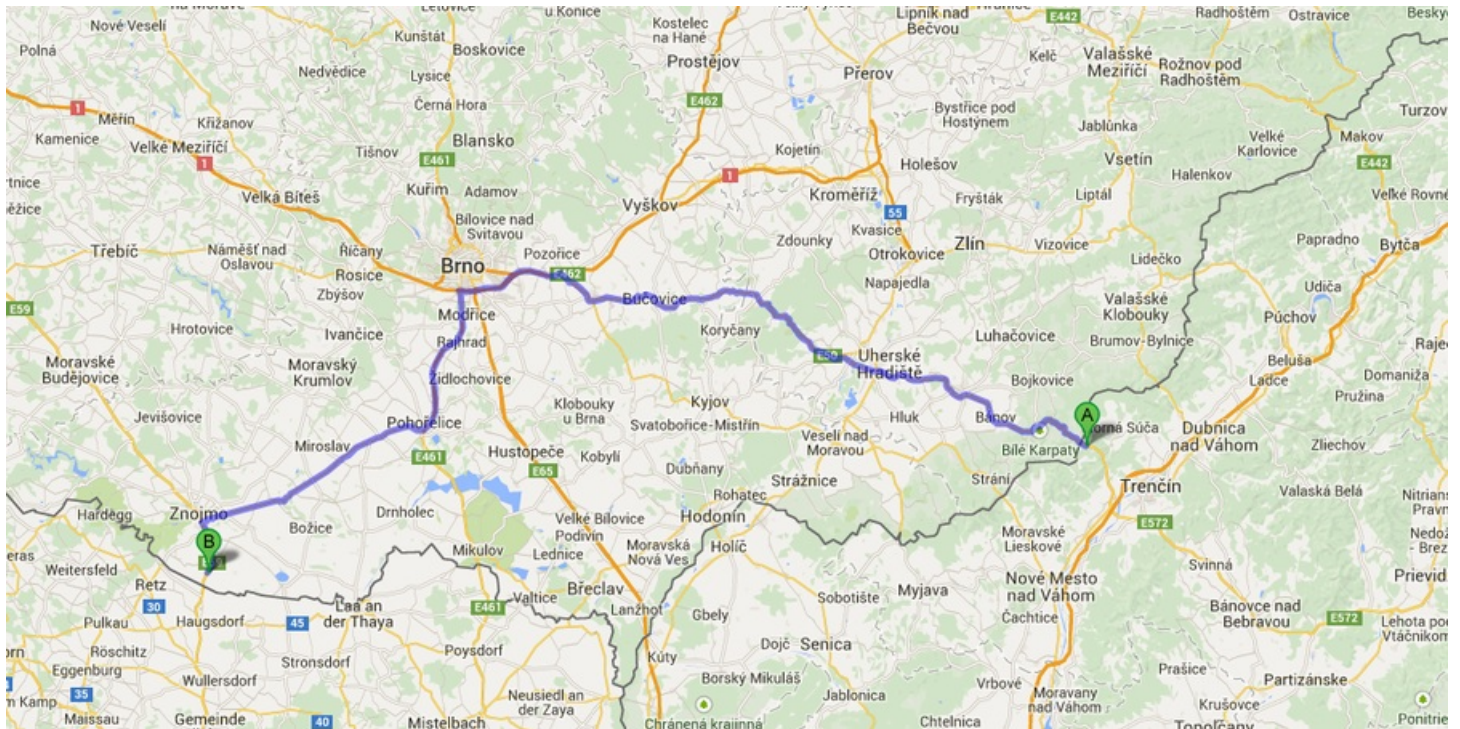 Nové Veselí
Letovice
u Konice
Kostelec
na Hané
Lipník nad
Bečvou
E442
Radhoštěm
Ostravice
Polná
Kunštát
Boskovice
Prostějov
Přerov
Kelč
Valašské
Meziříčí
Rožnov pod
Radhoštěm
Nedvědice
Lysice
1
Měřín
Křižanov
Černá Hora
E462
Bystřice pod
Hostýnem
Jablůnka
Turzov
Kamenice
Velké Meziříčí
1
Tišnov
Blansko
E461
Kojetín
Holešov
Vsetín
Velké
Karlovice
Makov
E442
Halenkov
1
Velká Bíteš
Kuřim
Adamov
Vyškov
Kroměříž
Fryšták
Liptál
Veľké Rovné
55
Bílovice nad
Svitavou
Kvasice
Třebíč
Náměšť nad
Oslavou
Říčany
Rosice
Brno
Pozořice
E462
Zdounky
Otrokovice
Zlín
Vizovice
Papradno
Bytča
Lidečko
Zbýšov
Napajedla
E59
Hrotovice
Ivančice
Modřice
Bučovice
Koryčany
Valašské
Klobouky
Udiča
Púchov
Rajhrad
Luhačovice
Brumov-Bylnice
Moravské
Budějovice
Moravský
Krumlov
Židlochovice
Uherské
Hradiště
Bojkovice
Beluša
Ladce
Domaniža
Pružina
Jevišovice
Pohořelice
Klobouky
u Brna
Kyjov
Svatobořice-Mistřín
Hluk
Bánov
A
Horná Súča
Dubnica
nad Váhom
Miroslav
E461
Hustopeče
Kobylí
E65
Veselí nad
Moravou
Bílé Karpaty
Zliechov
Dubňany
Strážnice
Strání
Trenčín
Valaská Belá
Hardegg
Znojmo
Božice
Drnholec
Rohatec
Hodonín
E572
B
Velké Bílovice
Podivín
Moravská
Nová Ves
Holíč
Moravské
Lieskové
Weitersfeld
Retz
Mikulov
Lednice
Svinná
30
Břeclav
Nové Mesto
nad Váhom
Prievid
Valtice
E461
Lanžhot
Gbely
Sobotište
Myjava
Čachtice
Bánovce nad
Bebravou
E572
Pulkau
Haugsdorf
45
Laa an
der Thaya
Lehota pod
Vtáčnikom
Röschitz
Stronsdorf
Poysdorf
Kúty
Dojč
Senica
Eggenburg
Wullersdorf
Prašice
Partizánske
m Kamp
35
Maissau
Gemeinde
40
Mistelbach
Neusiedl an
der Zaya
Borský Mikuláš
Jablonica
Vrbové
Moravany
nad Váhom
Krušovce
Chránená krajinná
Chtelnica
Topoľčany
Ponitrie